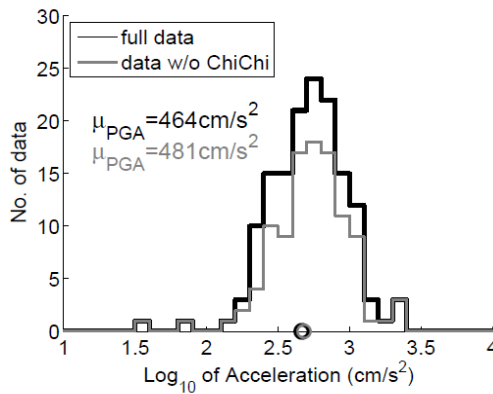 full data
data w/o ChiChi
μPGA=464cm/s²
μPGA=481cm/s²
No. of data
30
25
20
15
10
5
0
1
1.5
2
2.5
3
3.5
4
Log10 of Acceleration (cm/s²)